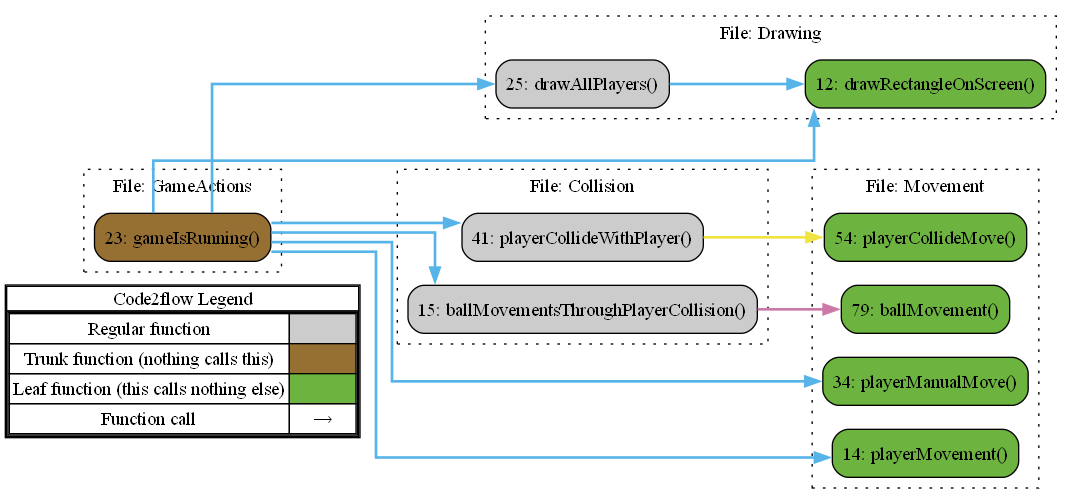 File: Drawing
25: drawAllPlayers()
12: drawRectangleOnScreen()
File: GameActions
23: gameIsRunning()
File: Collision
41: playerCollideWithPlayer()
15: ballMovementsThroughPlayerCollision()
File: Movement
54: playerCollideMove()
79: ballMovement()
34: playerManualMove()
14: playerMovement()
Code2flow Legend
Regular function
Trunk function (nothing calls this)
Leaf function (this calls nothing else)
Function call →